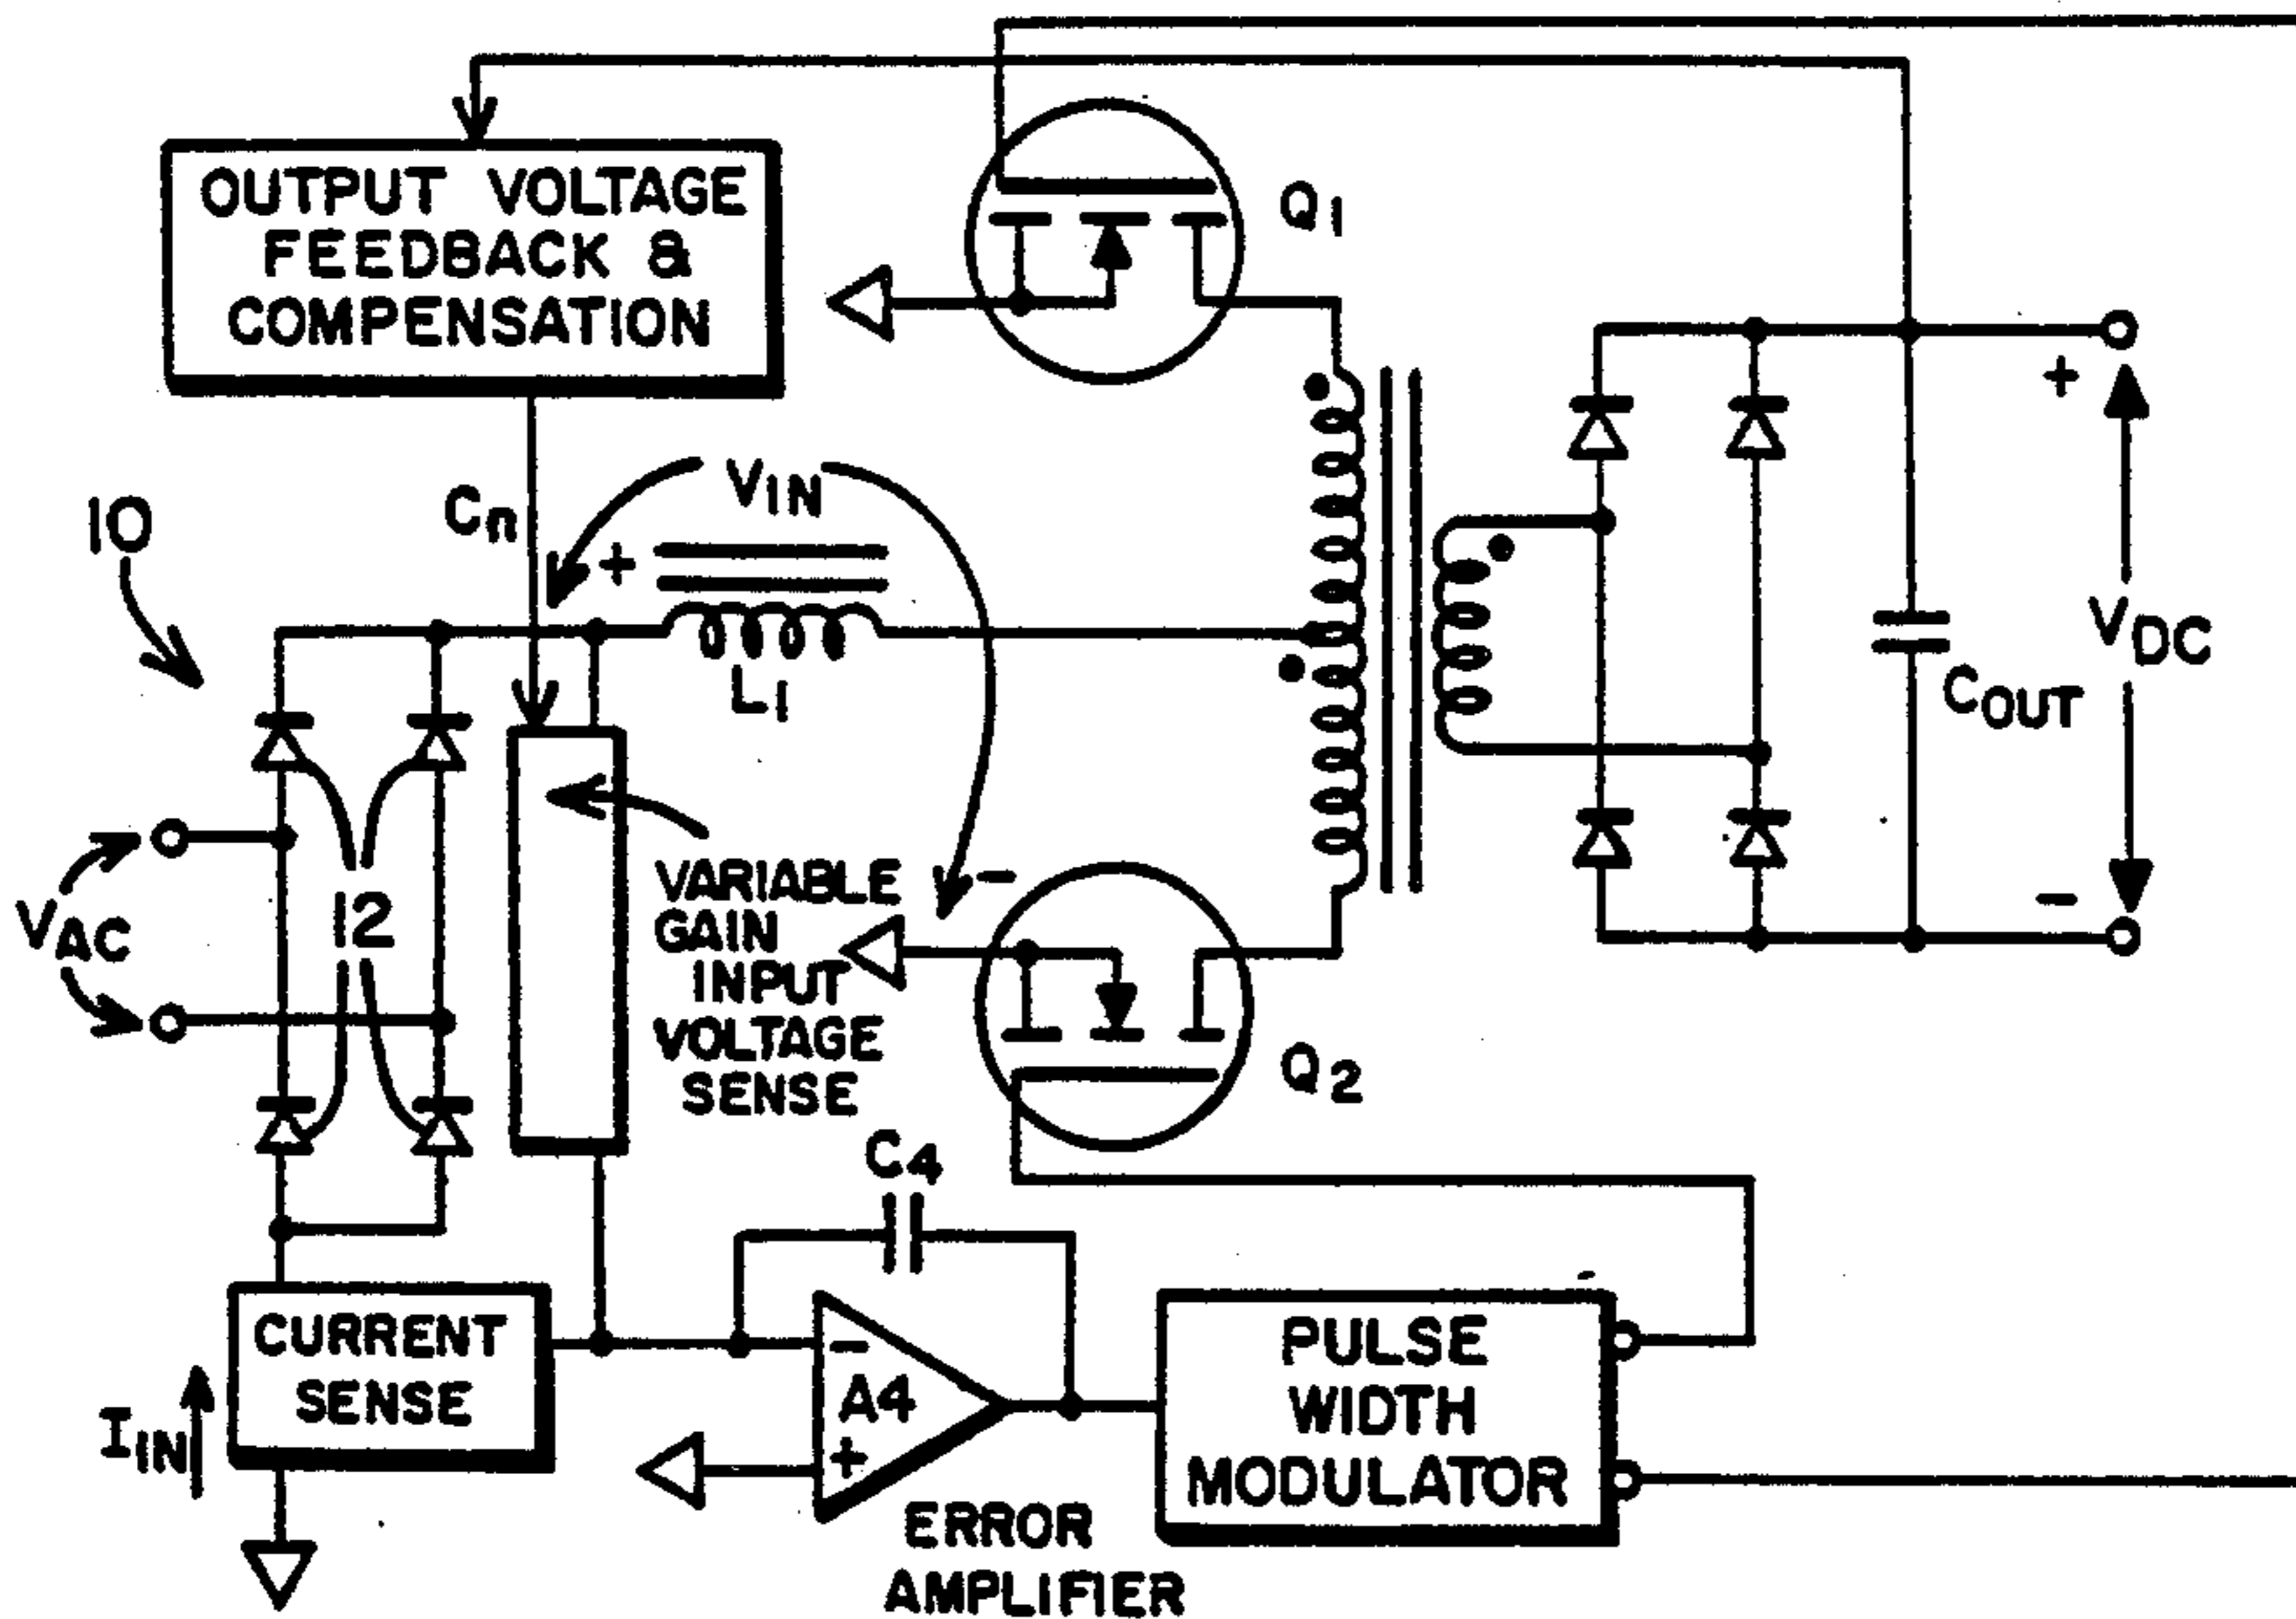 OUTPUT VOLTAGE
FEEDBACK &
COMPENSATION
Q1
+
VIN
Cn
10
+
L1
VDC
COUT
VARIABLE
GAIN
INPUT
VOLTAGE
SENSE
-
-
12
VAC
Q2
C4
CURRENT
SENSE
-
A4
+
PULSE
WIDTH
MODULATOR
IIN
ERROR
AMPLIFIER